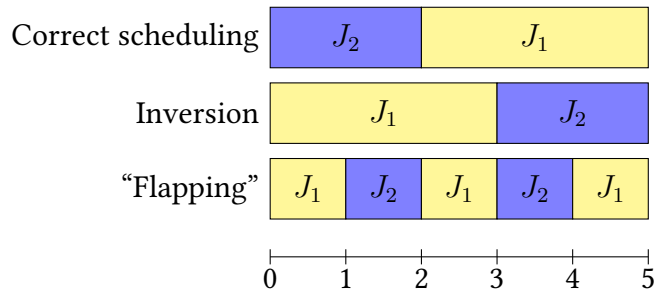 Correct scheduling J₂ J₁
Inversion J₁ J₂
“Flapping” J₁ J₂ J₁ J₂ J₁
0 1 2 3 4 5